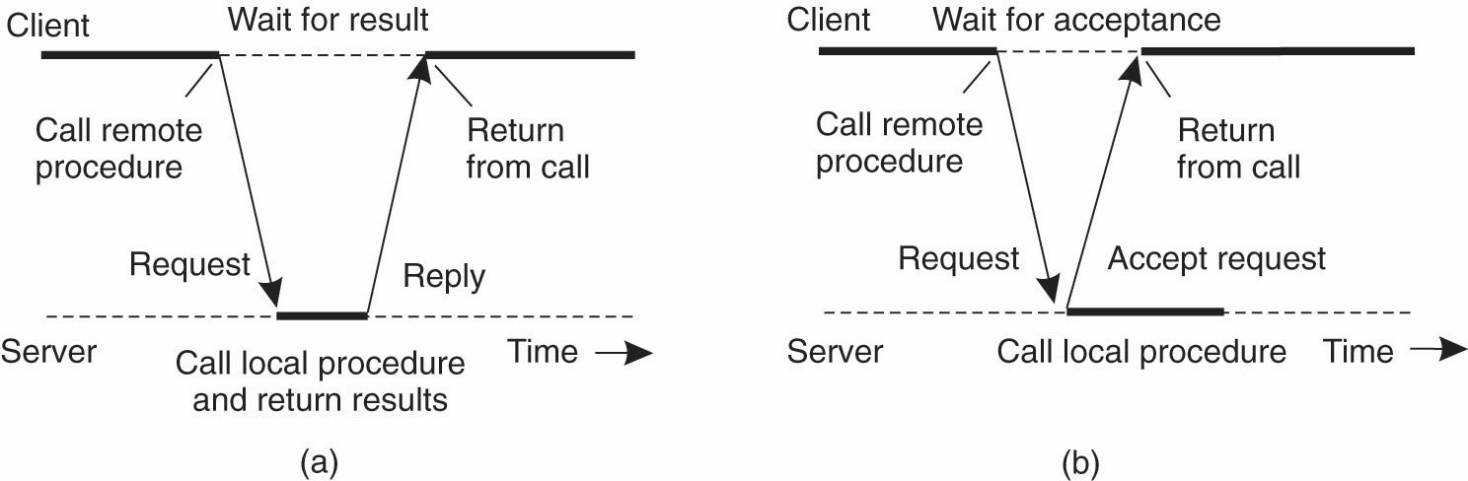 Client
Wait for result
Call remote
procedure
Return
from call
Request
Reply
Server
Call local procedure
and return results
Time
(a)
Client
Wait for acceptance
Call remote
procedure
Return
from call
Request
Accept request
Server
Call local procedure
Time
(b)